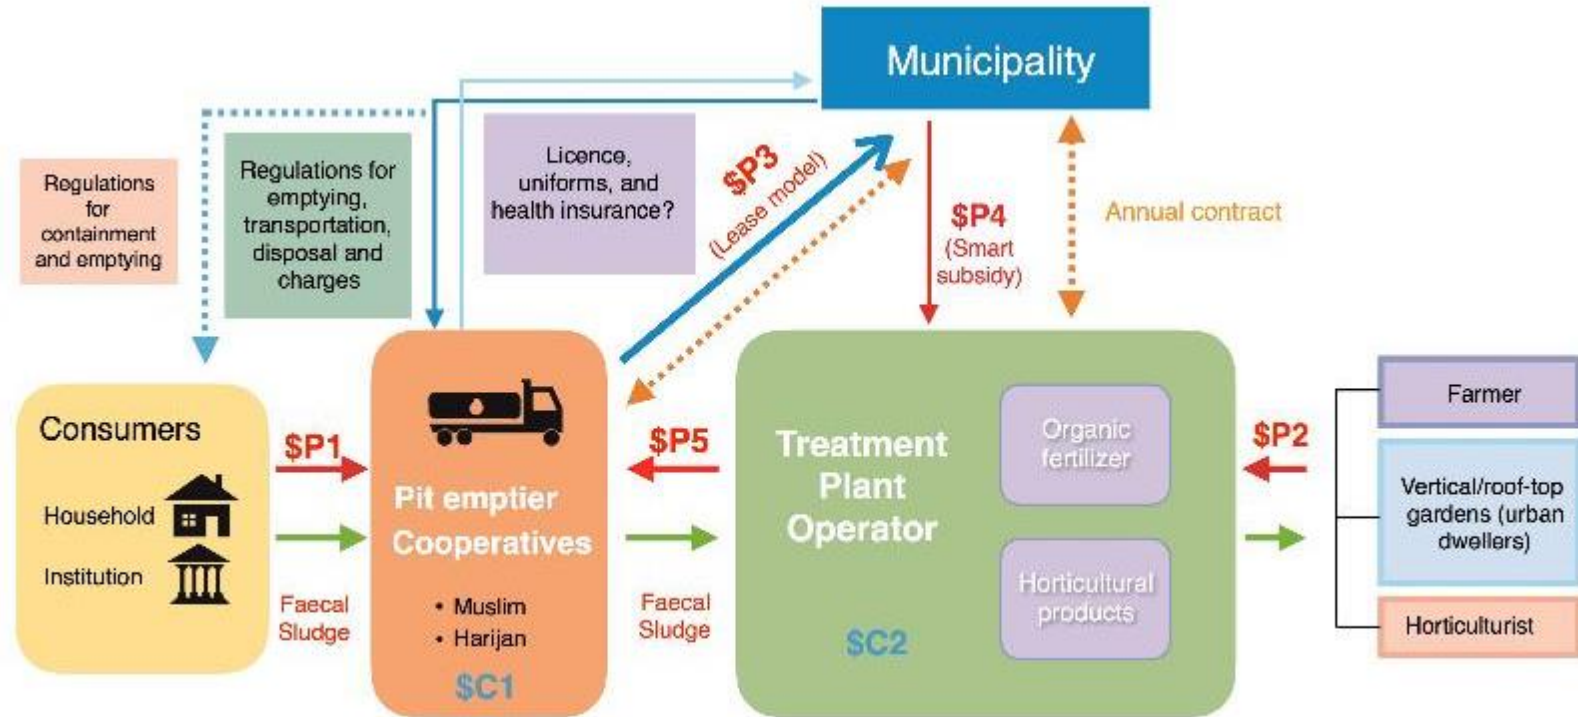 Municipality
Regulations
for
containment
and emptying
Regulations for
emptying,
transportation,
disposal and
charges
Licence,
uniforms, and
health insurance?
$P3
(Lease model)
$P4
(Smart
subsidy)
Annual contract
Consumers
Household
Institution
$P1
Faecal
Sludge
Pit emptier
Cooperatives
• Muslim
• Harijan
$C1
$P5
Faecal
Sludge
Treatment
Plant
Operator
$C2
Organic
fertilizer
Horticultural
products
$P2
Farmer
Vertical/roof-top
gardens (urban
dwellers)
Horticulturist